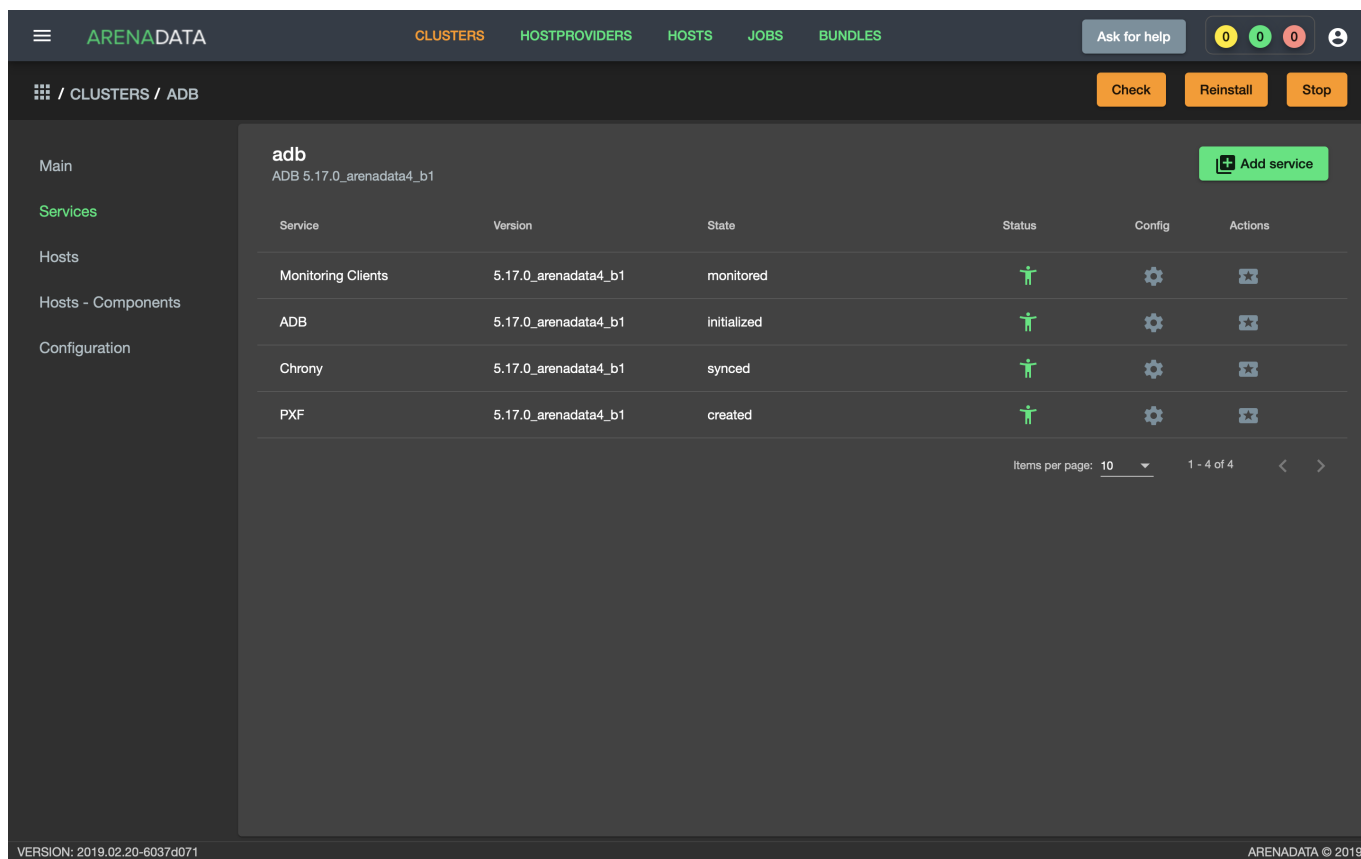 ARENADATA CLUSTERS HOSTPROVIDERS HOSTS JOBS BUNDLES Ask for help 0 0 0
/ CLUSTERS / ADB Check Reinstall Stop
Main
Services
Hosts
Hosts - Components
Configuration
adb
ADB 5.17.0_arenadata4_b1
Add service
Service Version State Status Config Actions
Monitoring Clients 5.17.0_arenadata4_b1 monitored
ADB 5.17.0_arenadata4_b1 initialized
Chrony 5.17.0_arenadata4_b1 synced
PXF 5.17.0_arenadata4_b1 created
Items per page: 10 1 - 4 of 4
VERSION: 2019.02.20-6037d071 ARENADATA © 2019